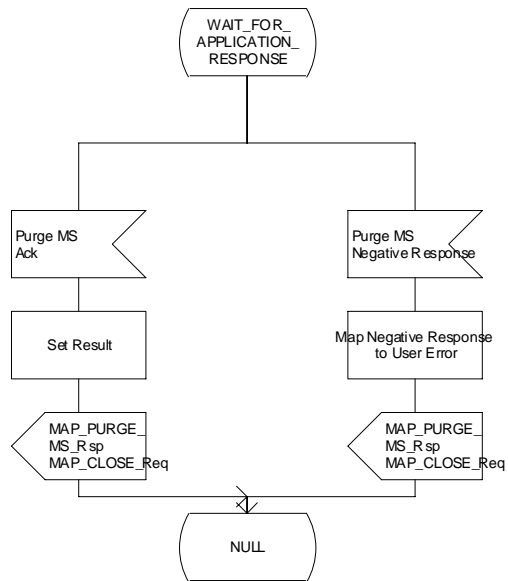 WAIT_FOR_
APPLICATION_
RESPONSE
Purge MS
Ack
Purge MS
Negative Response
Set Result
Map Negative Response
to User Error
MAP_PURGE_
MS_Rsp
MAP_CLOSE_Req
MAP_PURGE_
MS_Rsp
MAP_CLOSE_Req
NULL